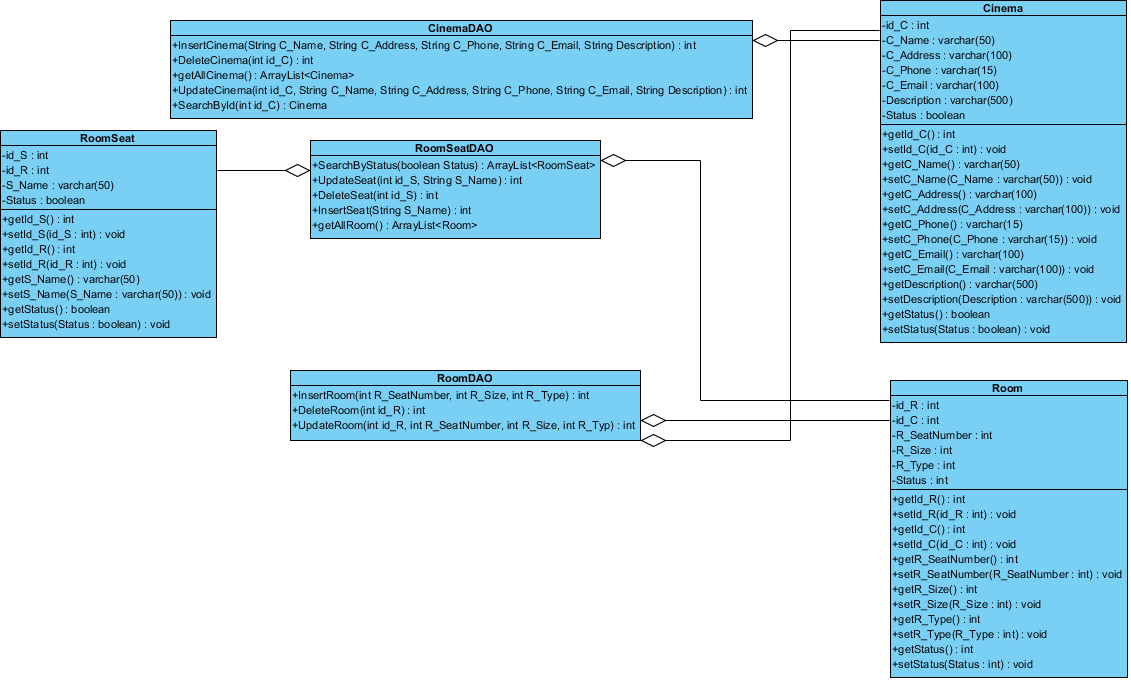 CinemaDAO
+InsertCinema(String C_Name, String C_Address, String C_Phone, String C_Email, String Description) : int
+DeleteCinema(int id_C) : int
+getAllCinema() : ArrayList<Cinema>
+UpdateCinema(int id_C, String C_Name, String C_Address, String C_Phone, String C_Email, String Description) : int
+SearchById(int id_C) : Cinema
Cinema
-id_C : int
-C_Name : varchar(50)
-C_Address : varchar(100)
-C_Phone : varchar(15)
-C_Email : varchar(100)
-Description : varchar(500)
-Status : boolean
+getId_C() : int
+setId_C(id_C : int) : void
+getC_Name() : varchar(50)
+setC_Name(C_Name : varchar(50)) : void
+getC_Address() : varchar(100)
+setC_Address(C_Address : varchar(100)) : void
+getC_Phone() : varchar(15)
+setC_Phone(C_Phone : varchar(15)) : void
+getC_Email() : varchar(100)
+setC_Email(C_Email : varchar(100)) : void
+getDescription() : varchar(500)
+setDescription(Description : varchar(500)) : void
+getStatus() : boolean
+setStatus(Status : boolean) : void
RoomSeat
-id_S : int
-id_R : int
-S_Name : varchar(50)
-Status : boolean
+getId_S() : int
+setId_S(id_S : int) : void
+getId_R() : int
+setId_R(id_R : int) : void
+getS_Name() : varchar(50)
+setS_Name(S_Name : varchar(50)) : void
+getStatus() : boolean
+setStatus(Status : boolean) : void
RoomSeatDAO
+SearchByStatus(boolean Status) : ArrayList<RoomSeat>
+UpdateSeat(int id_S, String S_Name) : int
+DeleteSeat(int id_S) : int
+InsertSeat(String S_Name) : int
+getAllRoom() : ArrayList<Room>
RoomDAO
+InsertRoom(int R_SeatNumber, int R_Size, int R_Type) : int
+DeleteRoom(int id_R) : int
+UpdateRoom(int id_R, int R_SeatNumber, int R_Size, int R_Typ) : int
Room
-id_R : int
-id_C : int
-R_SeatNumber : int
-R_Size : int
-R_Type : int
-Status : int
+getId_R() : int
+setId_R(id_R : int) : void
+getId_C() : int
+setId_C(id_C : int) : void
+getR_SeatNumber() : int
+setR_SeatNumber(R_SeatNumber : int) : void
+getR_Size() : int
+setR_Size(R_Size : int) : void
+getR_Type() : int
+setR_Type(R_Type : int) : void
+getStatus() : int
+setStatus(Status : int) : void